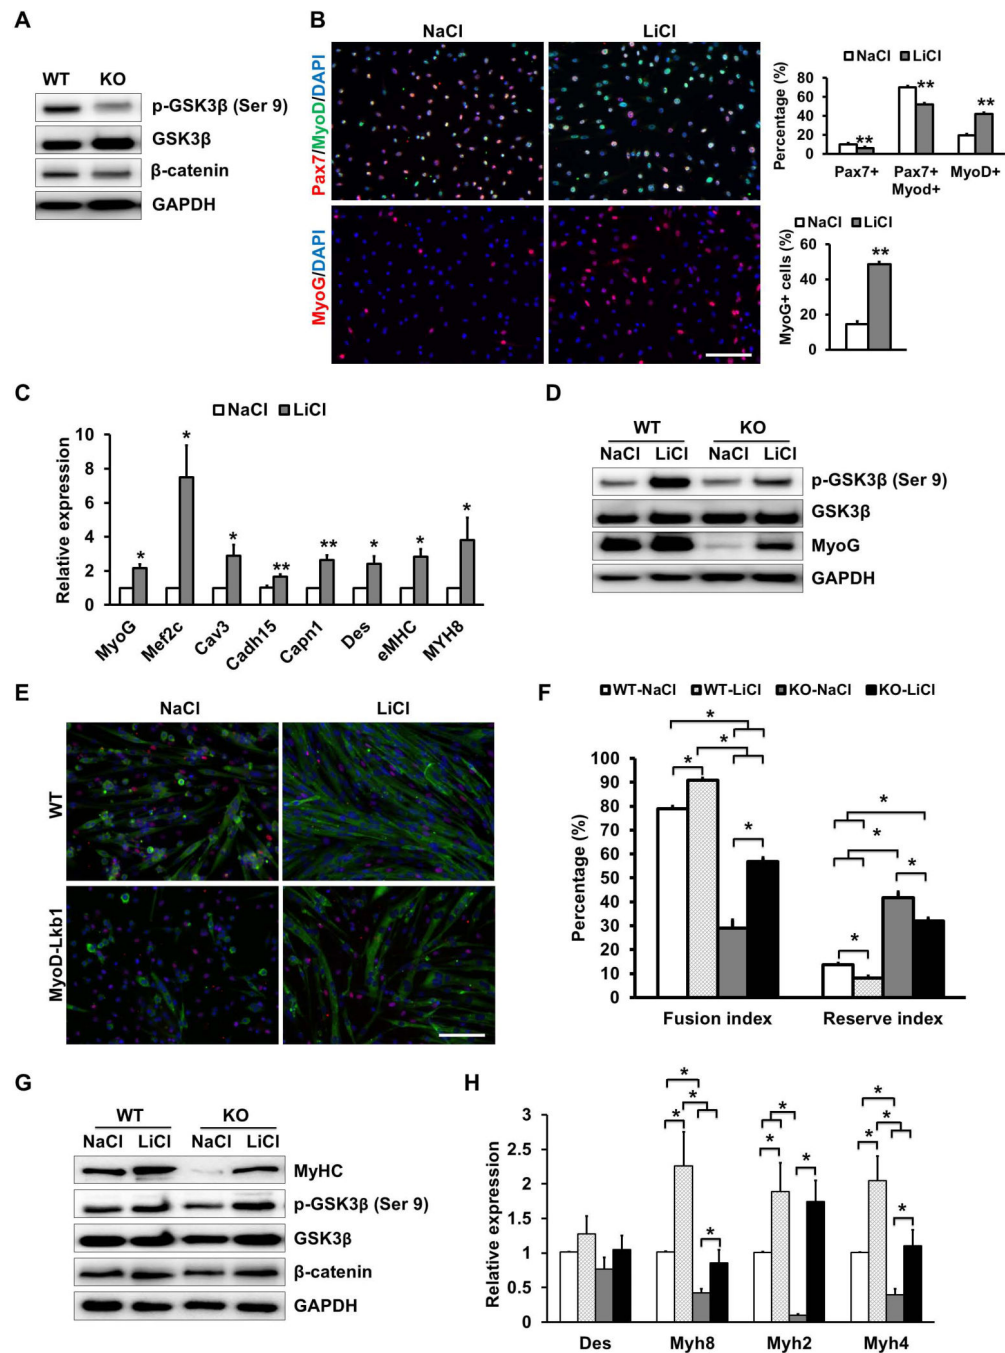 A
WT KO
p-GSK3β (Ser 9)
GSK3β
β-catenin
GAPDH
B
NaCl LiCl
Pax7/MyoD/DAPI
MyoG/DAPI
NaCl LiCl
Percentage (%)
80
60
40
20
0
** ** **
Pax7+ Pax7+ Myod+ MyoD+
NaCl LiCl
MyoG+ cells (%)
60
40
20
0
**
C
NaCl LiCl
Relative expression
10
8
6
4
2
0
* * * ** ** * * *
MyoG Mef2c Cav3 Cadh15 Capn1 Des eMHC MYH8
D
WT KO
NaCl LiCl NaCl LiCl
p-GSK3β (Ser 9)
GSK3β
MyoG
GAPDH
E
NaCl LiCl
WT
MyoD-Lkb1
F
WT-NaCl WT-LiCl KO-NaCl KO-LiCl
Percentage (%)
100
90
80
70
60
50
40
30
20
10
0
* * * * * * * *
Fusion index Reserve index
G
WT KO
NaCl LiCl NaCl LiCl
MyHC
p-GSK3β (Ser 9)
GSK3β
β-catenin
GAPDH
H
Relative expression
3
2.5
2
1.5
1
0.5
0
* * * * * * * * * * *
Des Myh8 Myh2 Myh4